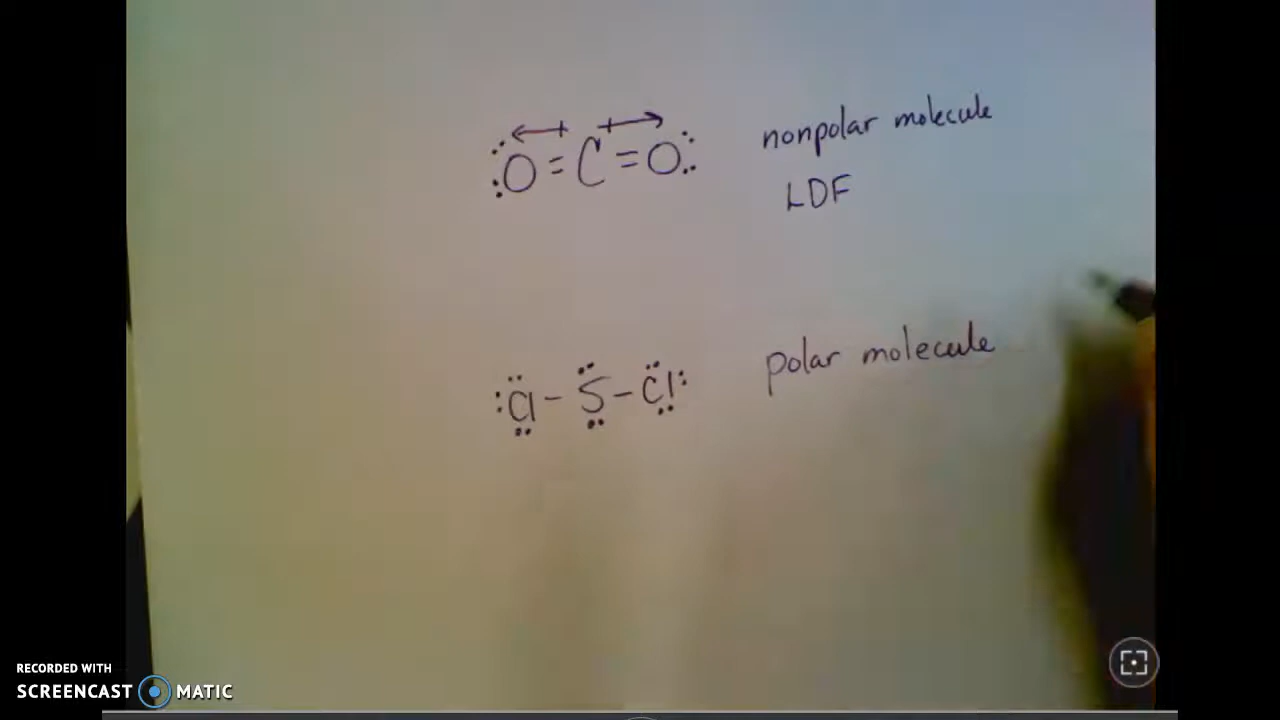 O=C=O nonpolar molecule
LDF
Cl-S-Cl polar molecule
RECORDED WITH
SCREENCAST MATIC